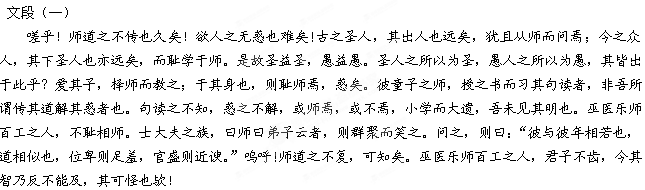 文段（一）
嗟乎！师道之不传也久矣！欲人之无惑也难矣！古之圣人，其出人也远矣，犹且从师而问焉；今之众
人，其下圣人也亦远矣，而耻学于师。是故圣益圣，愚益愚。圣人之所以为圣，愚人之所以为愚，其皆出
于此乎？爱其子，择师而教之；于其身也，则耻师焉，惑矣。彼童子之师，授之书而习其句读者，非吾所
谓传其道解其惑者也。句读之不知，惑之不解，或师焉，或不焉，小学而大遗，吾未见其明也。巫医乐师
百工之人，不耻相师。士大夫之族，曰师曰弟子云者，则群聚而笑之。问之，则曰：“彼与彼年相若也，
道相似也，位卑则足羞，官盛则近谀。”呜呼!师道之不复，可知矣。巫医乐师百工之人，君子不齿，今其
智乃反不能及，其可怪也欤！